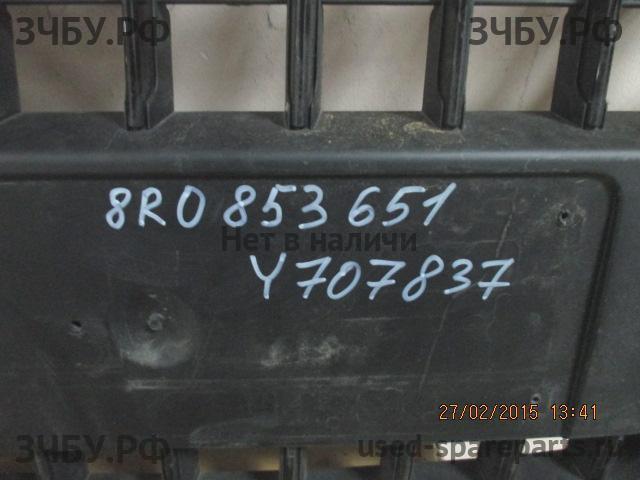 ЗЧБУ.РФ ЗЧБУ.РФ
8R0 853 651
Нет в наличи
Y707837
27/02/2015 13:41
ЗЧБУ.РФ used-spareparts.ru